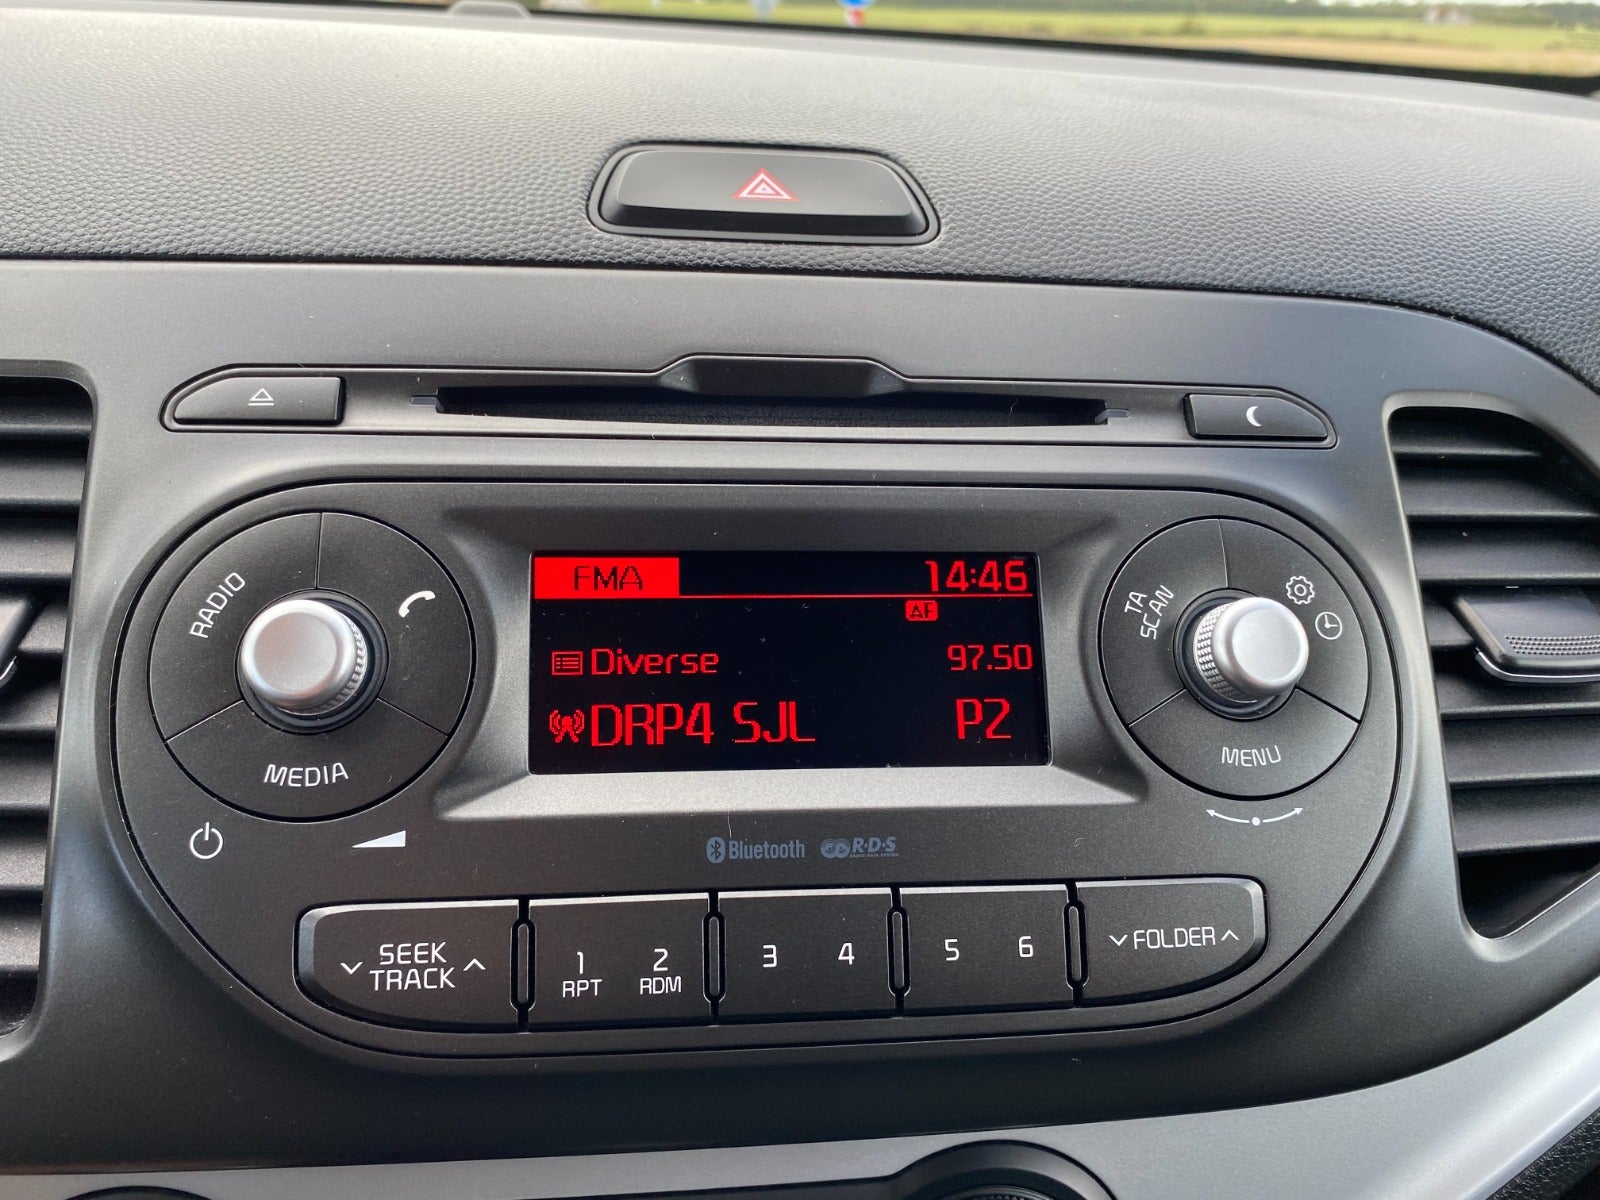 RADIO
MEDIA
FMA 14:46
AF
Diverse 97.50
DRP4 SJL P2
TA
SCAN
MENU
Bluetooth R·D·S
SEEK
TRACK
1 2
RPT RDM
3 4
5 6
FOLDER